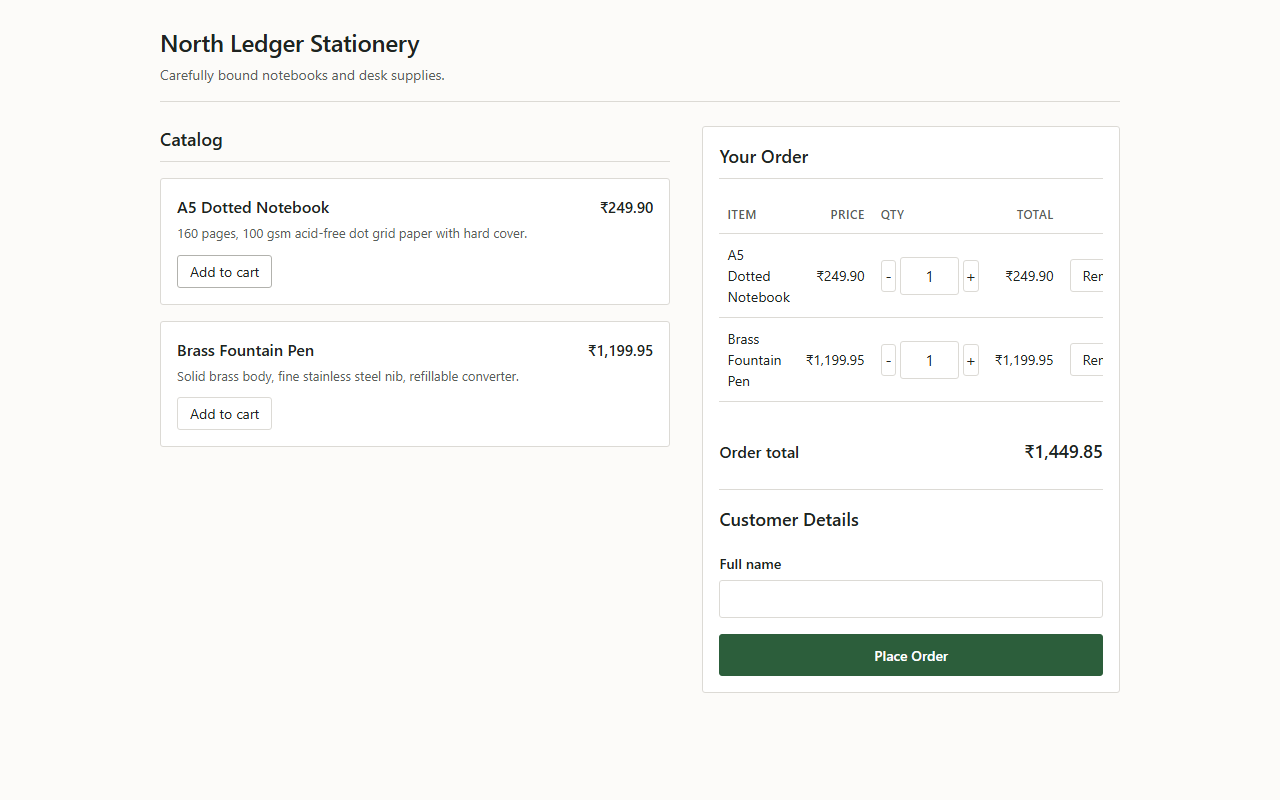 North Ledger Stationery
Carefully bound notebooks and desk supplies.
Catalog
A5 Dotted Notebook ₹249.90
160 pages, 100 gsm acid-free dot grid paper with hard cover.
Add to cart
Brass Fountain Pen ₹1,199.95
Solid brass body, fine stainless steel nib, refillable converter.
Add to cart
Your Order
ITEM PRICE QTY TOTAL
A5
Dotted
Notebook ₹249.90 - 1 + ₹249.90 Rer
Brass
Fountain
Pen ₹1,199.95 - 1 + ₹1,199.95 Rer
Order total ₹1,449.85
Customer Details
Full name
Place Order